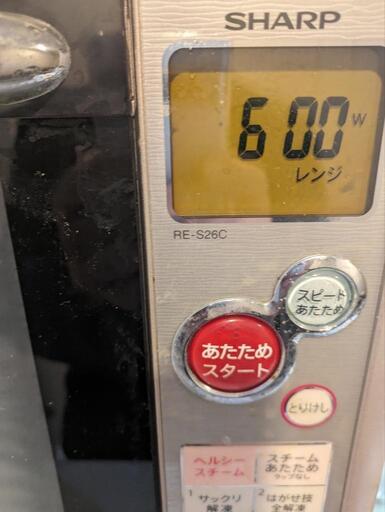 SHARP
600W
レンジ
RE-S26C
スピード
あたため
あたため
スタート
とりけし
ヘルシー
スチーム
スチーム
あたため
ラップなし
1 サックリ
解凍
2 はがせ技
全解凍